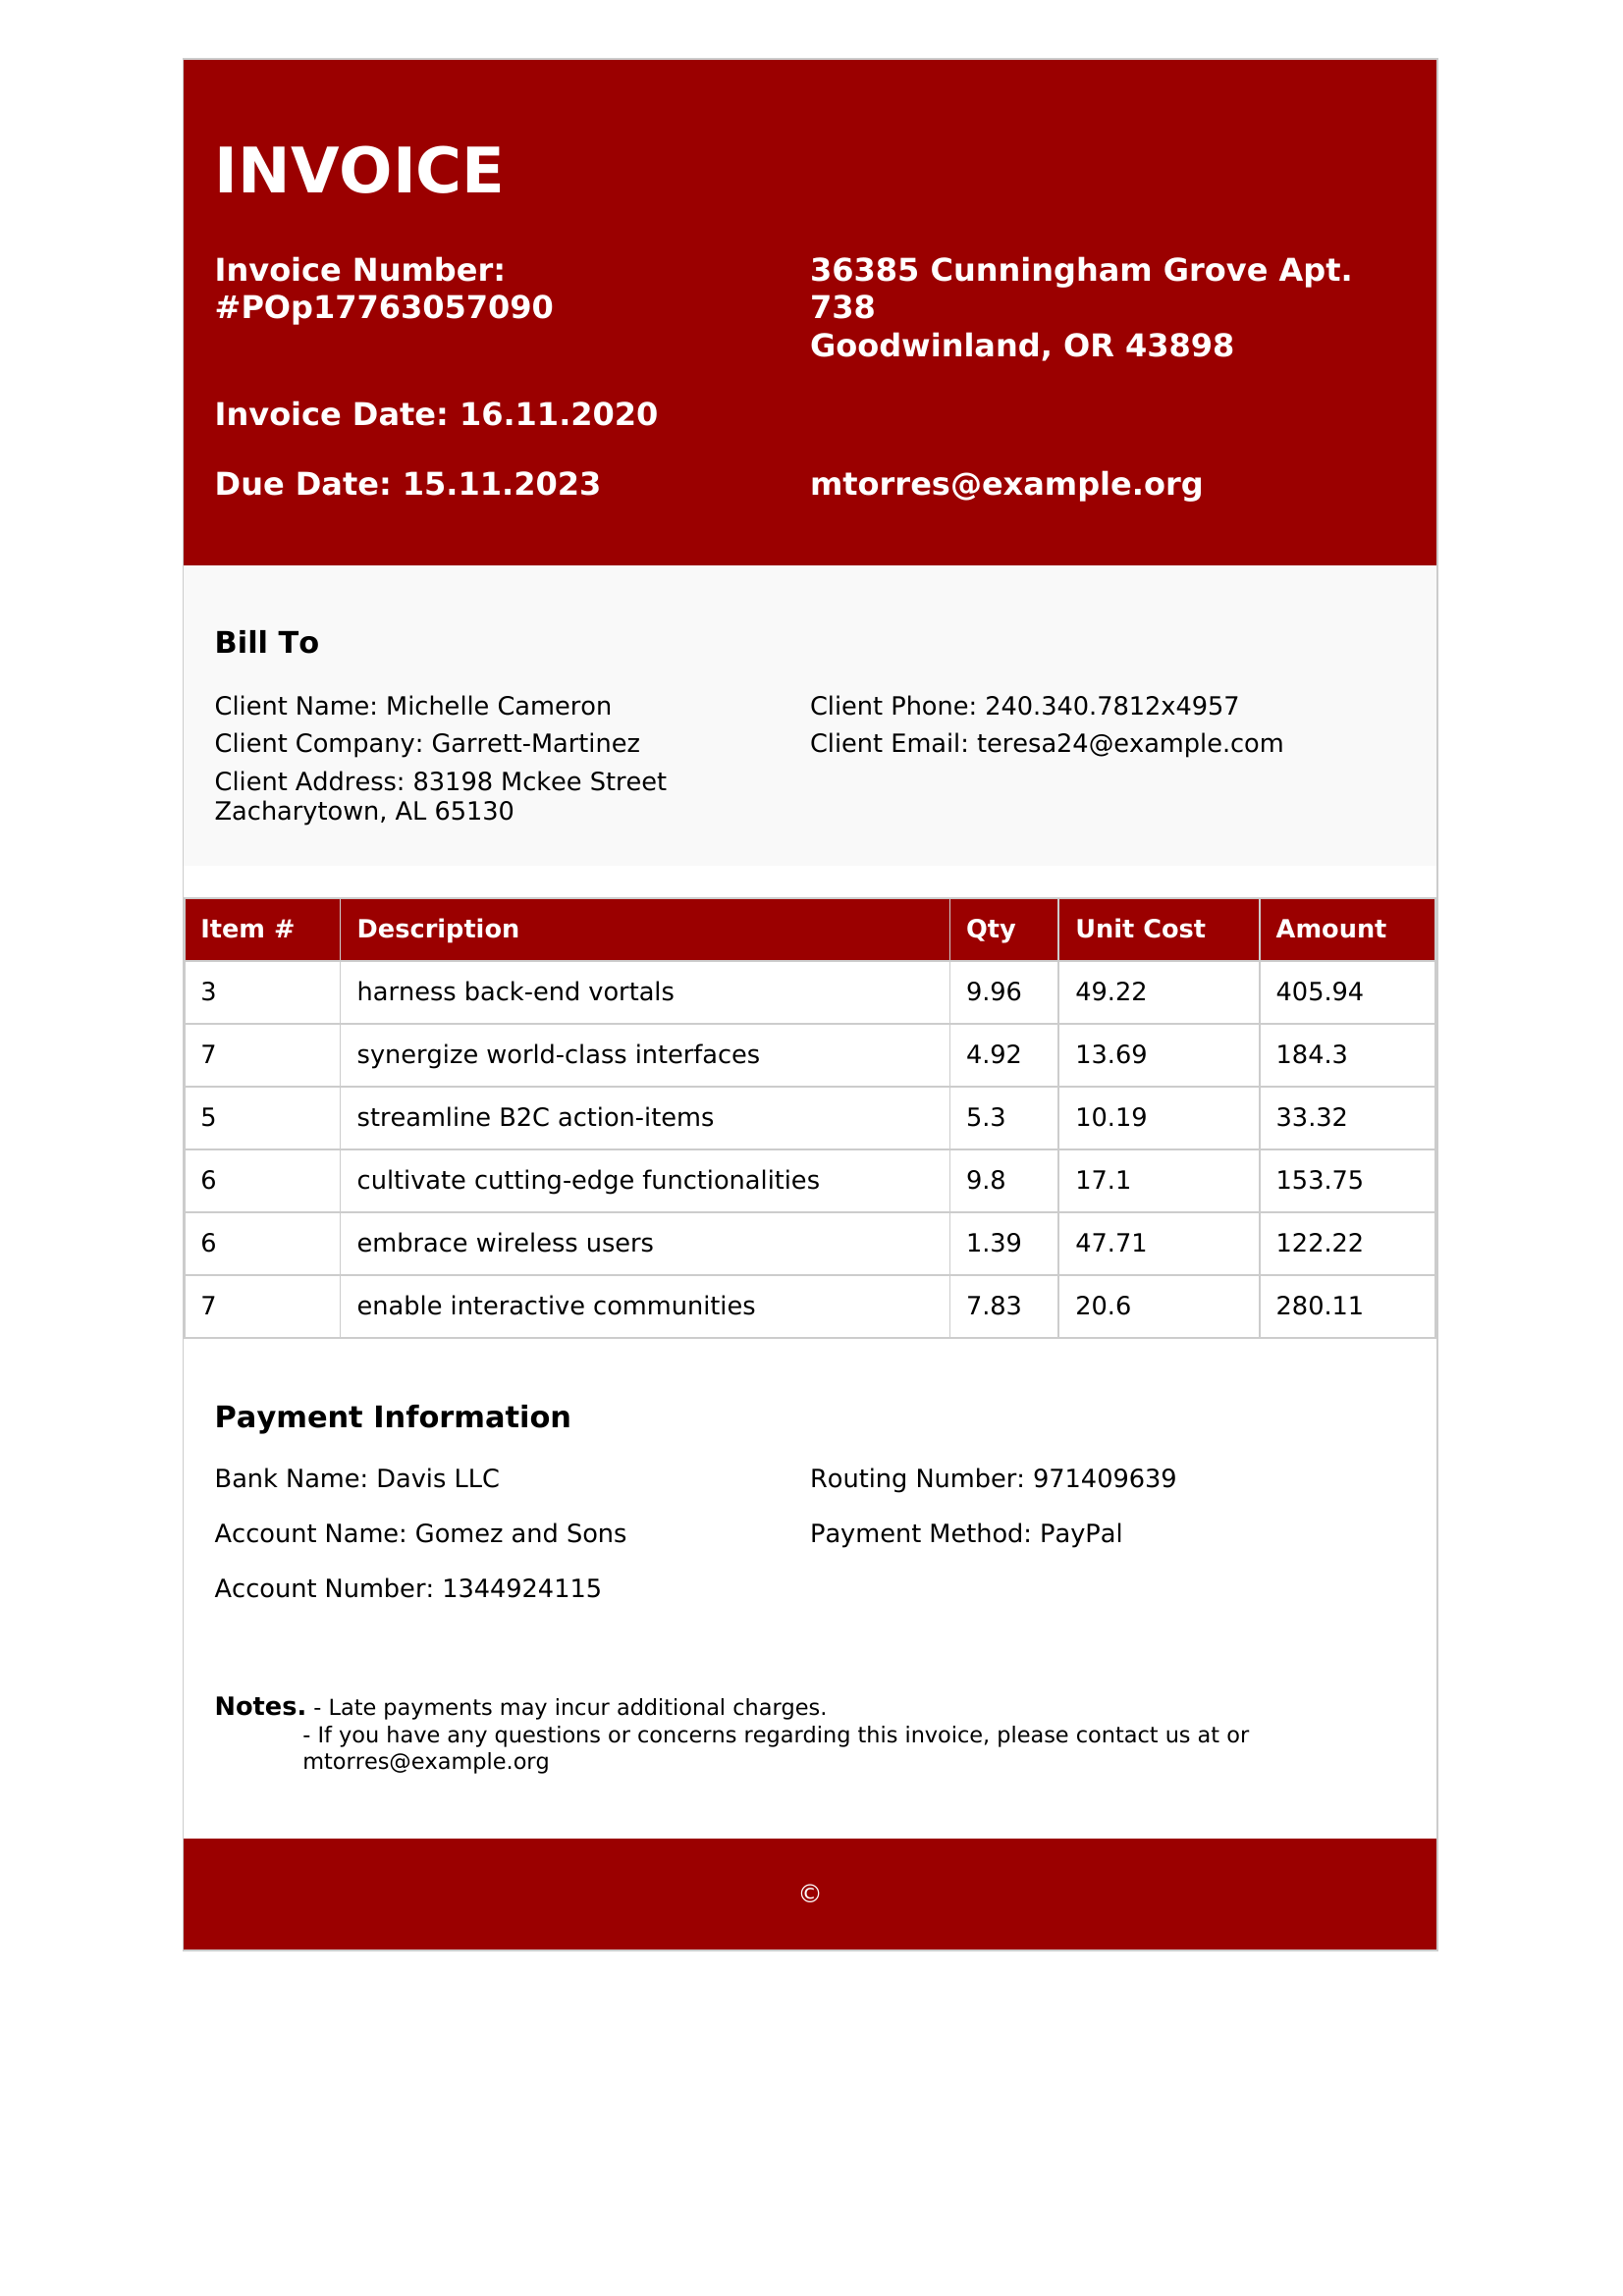 INVOICE
Invoice Number:
#POp17763057090
36385 Cunningham Grove Apt.
738
Goodwinland, OR 43898
Invoice Date: 16.11.2020
Due Date: 15.11.2023
mtorres@example.org
Bill To
Client Name: Michelle Cameron
Client Phone: 240.340.7812x4957
Client Company: Garrett-Martinez
Client Email: teresa24@example.com
Client Address: 83198 Mckee Street
Zacharytown, AL 65130
Item # Description Qty Unit Cost Amount
3 harness back-end vortals 9.96 49.22 405.94
7 synergize world-class interfaces 4.92 13.69 184.3
5 streamline B2C action-items 5.3 10.19 33.32
6 cultivate cutting-edge functionalities 9.8 17.1 153.75
6 embrace wireless users 1.39 47.71 122.22
7 enable interactive communities 7.83 20.6 280.11
Payment Information
Bank Name: Davis LLC
Routing Number: 971409639
Account Name: Gomez and Sons
Payment Method: PayPal
Account Number: 1344924115
Notes. - Late payments may incur additional charges.
- If you have any questions or concerns regarding this invoice, please contact us at or
mtorres@example.org
©